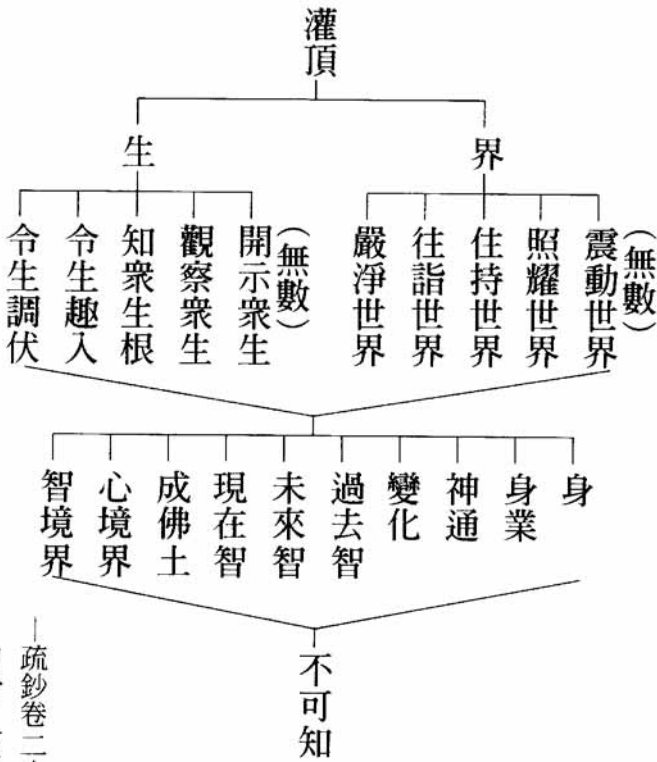 灌頂
界
(無數)
震動世界
照耀世界
住持世界
往詣世界
嚴淨世界
生
(無數)
開示衆生
觀察衆生
知衆生根
令生趣入
令生調伏
身
身業
神通
變化
過去智
未來智
現在智
成佛土
心境界
智境界
不可知
—疏鈔卷二